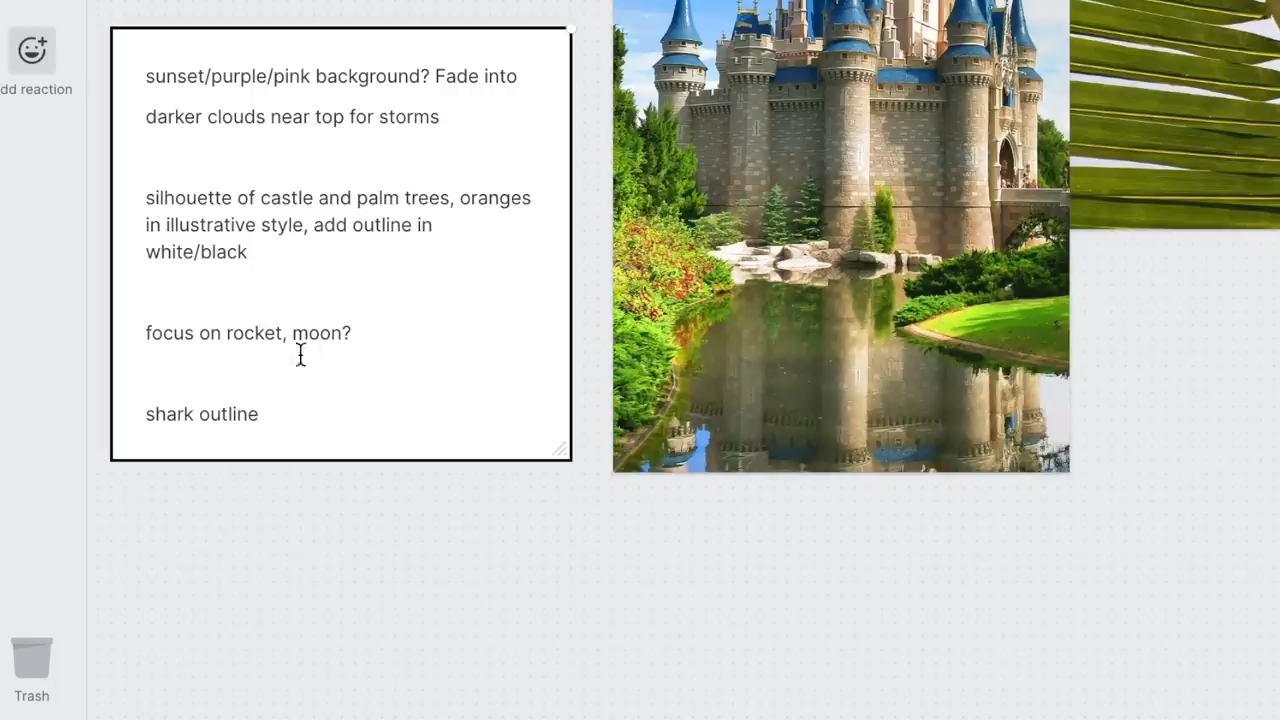 dd reaction
sunset/purple/pink background? Fade into
darker clouds near top for storms
silhouette of castle and palm trees, oranges
in illustrative style, add outline in
white/black
focus on rocket, moon?
shark outline
Trash